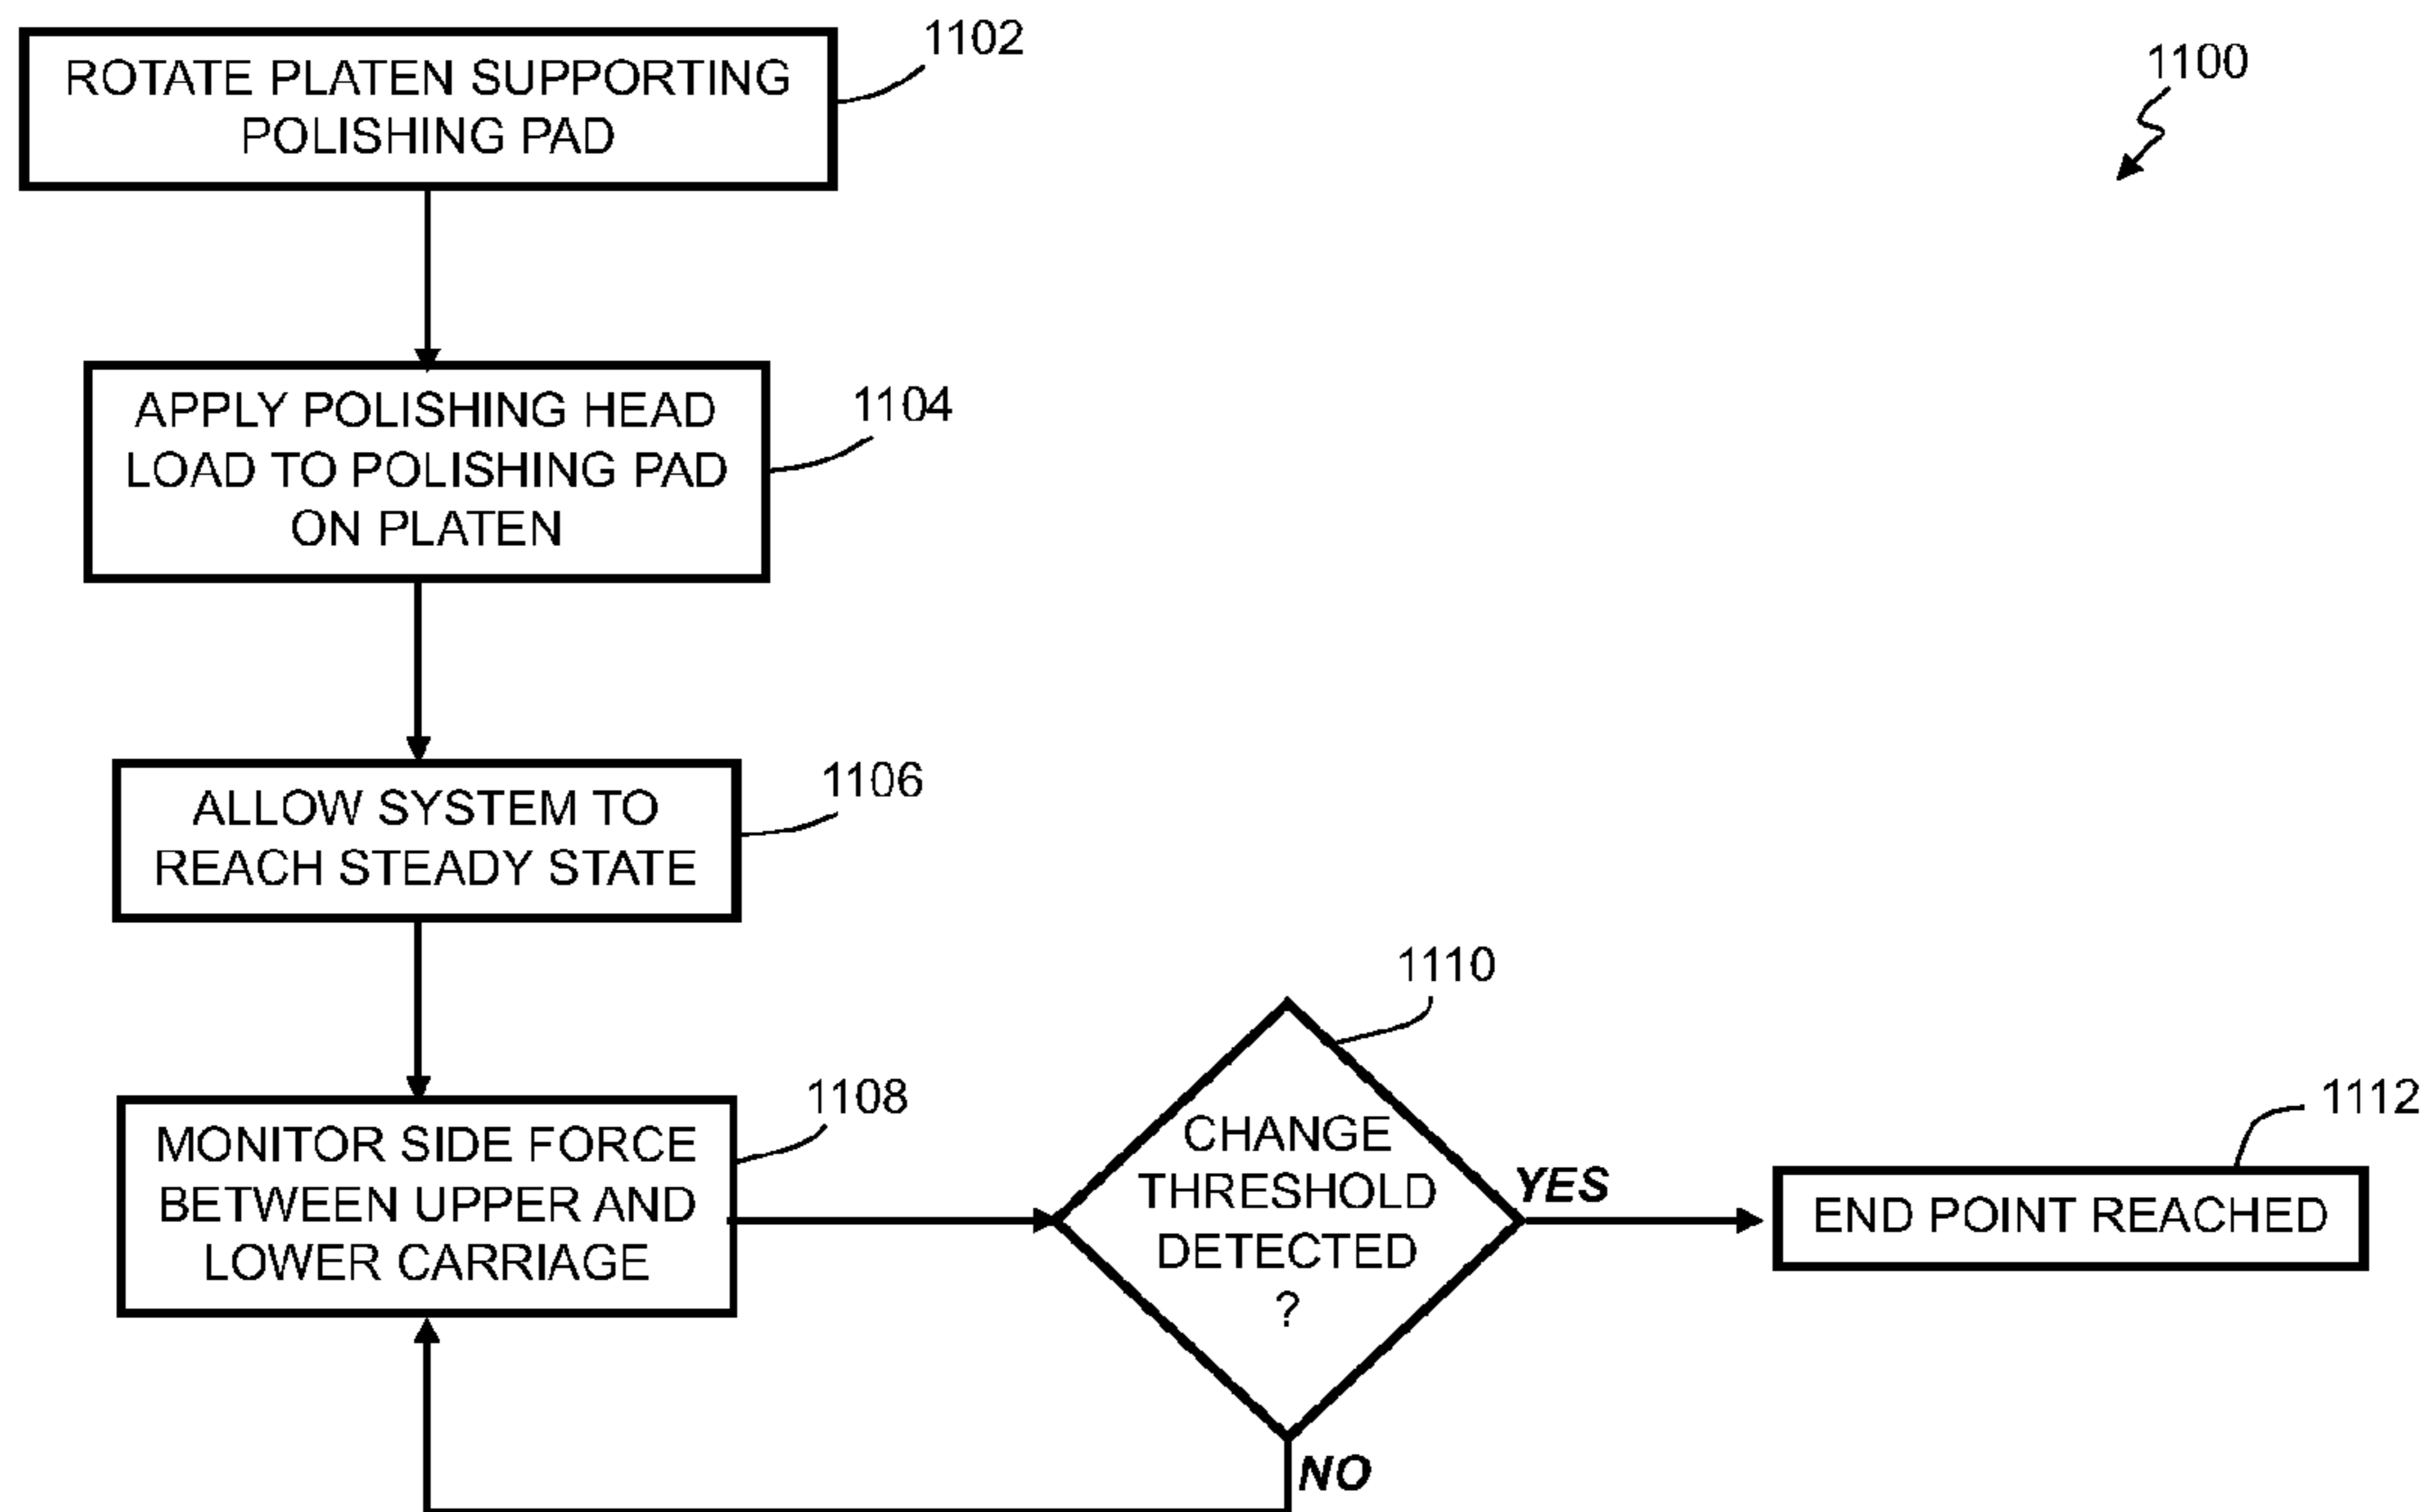 1102
ROTATE PLATEN SUPPORTING
POLISHING PAD
1100
1104
APPLY POLISHING HEAD
LOAD TO POLISHING PAD
ON PLATEN
1106
ALLOW SYSTEM TO
REACH STEADY STATE
1108
MONITOR SIDE FORCE
BETWEEN UPPER AND
LOWER CARRIAGE
1110
CHANGE
THRESHOLD
DETECTED
?
YES
NO
1112
END POINT REACHED